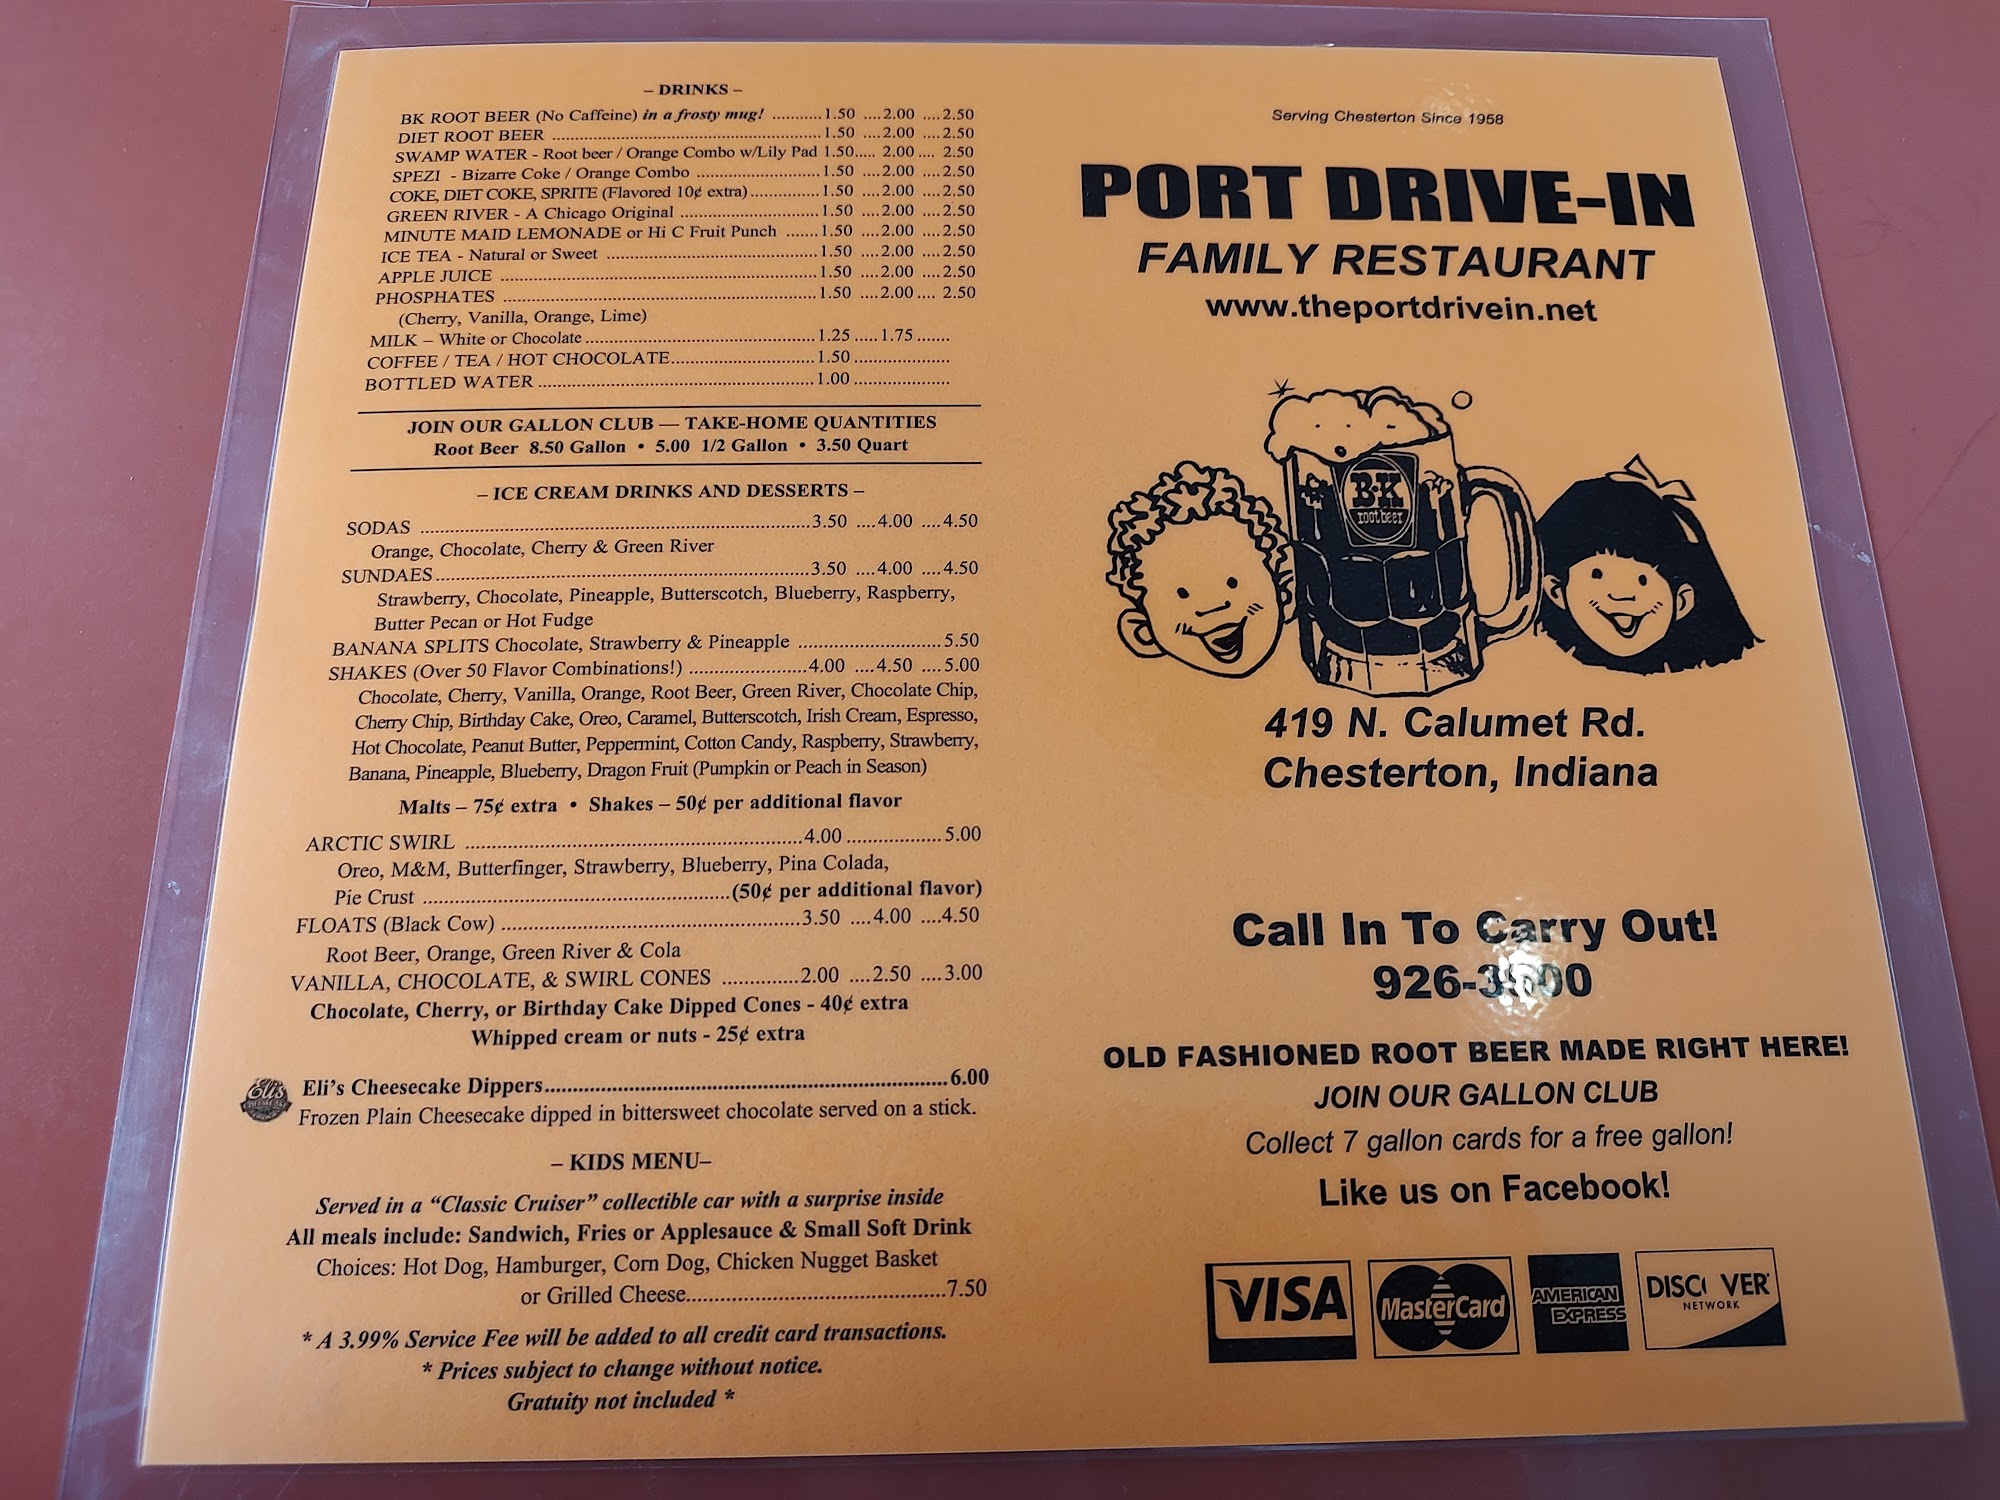 – DRINKS –
BK ROOT BEER (No Caffeine) in a frosty mug! ...........1.50 ....2.00 ....2.50
DIET ROOT BEER ............................................................1.50 ....2.00 ....2.50
SWAMP WATER - Root beer / Orange Combo w/Lily Pad 1.50..... 2.00 .... 2.50
SPEZI - Bizarre Coke / Orange Combo ...........................1.50 ....2.00 ....2.50
COKE, DIET COKE, SPRITE (Flavored 10¢ extra)...............1.50 ....2.00 ....2.50
GREEN RIVER - A Chicago Original ..............................1.50 ....2.00 ....2.50
MINUTE MAID LEMONADE or Hi C Fruit Punch .......1.50 ....2.00 ....2.50
ICE TEA - Natural or Sweet ..............................................1.50 ....2.00 ....2.50
APPLE JUICE .....................................................................1.50 ....2.00 ....2.50
PHOSPHATES ....................................................................1.50 ....2.00 .... 2.50
(Cherry, Vanilla, Orange, Lime)
MILK – White or Chocolate..................................................1.25 .....1.75 .......
COFFEE / TEA / HOT CHOCOLATE...............................1.50 .....................
BOTTLED WATER ............................................................1.00 .....................
JOIN OUR GALLON CLUB — TAKE-HOME QUANTITIES
Root Beer 8.50 Gallon • 5.00 1/2 Gallon • 3.50 Quart
– ICE CREAM DRINKS AND DESSERTS –
SODAS ...............................................................................3.50 ....4.00 ....4.50
Orange, Chocolate, Cherry & Green River
SUNDAES............................................................................3.50 ....4.00 ....4.50
Strawberry, Chocolate, Pineapple, Butterscotch, Blueberry, Raspberry,
Butter Pecan or Hot Fudge
BANANA SPLITS Chocolate, Strawberry & Pineapple .............................5.50
SHAKES (Over 50 Flavor Combinations!) .......................4.00 ....4.50 ....5.00
Chocolate, Cherry, Vanilla, Orange, Root Beer, Green River, Chocolate Chip,
Cherry Chip, Birthday Cake, Oreo, Caramel, Butterscotch, Irish Cream, Espresso,
Hot Chocolate, Peanut Butter, Peppermint, Cotton Candy, Raspberry, Strawberry,
Banana, Pineapple, Blueberry, Dragon Fruit (Pumpkin or Peach in Season)
Malts – 75¢ extra • Shakes – 50¢ per additional flavor
ARCTIC SWIRL ................................................................4.00 ..................5.00
Oreo, M&M, Butterfinger, Strawberry, Blueberry, Pina Colada,
Pie Crust ..........................................................(50¢ per additional flavor)
FLOATS (Black Cow) .........................................................3.50 ....4.00 ....4.50
Root Beer, Orange, Green River & Cola
VANILLA, CHOCOLATE, & SWIRL CONES ..............2.00 ....2.50 ....3.00
Chocolate, Cherry, or Birthday Cake Dipped Cones - 40¢ extra
Whipped cream or nuts - 25¢ extra
Eli's
Eli's Cheesecake Dippers..........................................................................6.00
Frozen Plain Cheesecake dipped in bittersweet chocolate served on a stick.
– KIDS MENU–
Served in a “Classic Cruiser” collectible car with a surprise inside
All meals include: Sandwich, Fries or Applesauce & Small Soft Drink
Choices: Hot Dog, Hamburger, Corn Dog, Chicken Nugget Basket
or Grilled Cheese................................................7.50
* A 3.99% Service Fee will be added to all credit card transactions.
* Prices subject to change without notice.
Gratuity not included *
Serving Chesterton Since 1958
PORT DRIVE-IN
FAMILY RESTAURANT
www.theportdrivein.net
B·K
root beer
419 N. Calumet Rd.
Chesterton, Indiana
Call In To Carry Out!
926-3500
OLD FASHIONED ROOT BEER MADE RIGHT HERE!
JOIN OUR GALLON CLUB
Collect 7 gallon cards for a free gallon!
Like us on Facebook!
VISA
MasterCard
AMERICAN
EXPRESS
DISCOVER
NETWORK